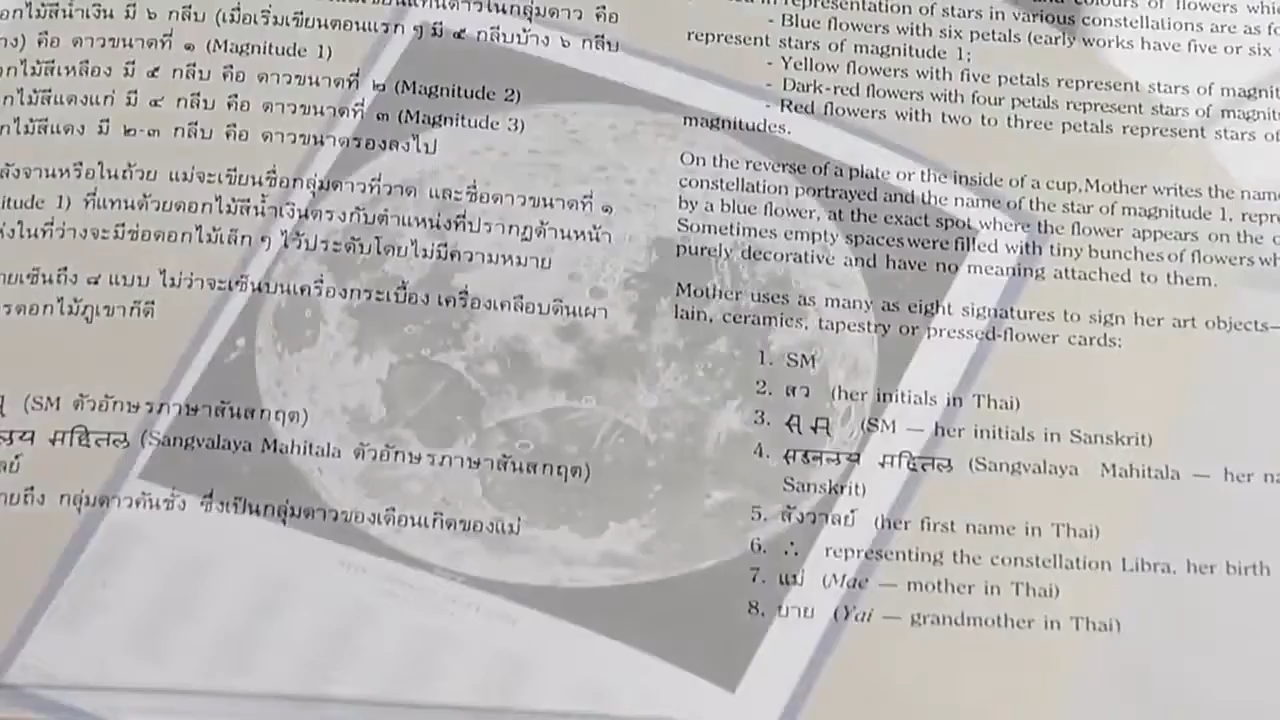 คือ ดาวในกลุ่มดาว คือ
อกไม้สีน้ำเงิน มี ๖ กลีบ (เมื่อเริ่มเขียนตอนแรก ๆ มี ๕ กลีบบ้าง ๖ กลีบ
าง) คือ ดาวขนาดที่ ๑ (Magnitude 1)
อกไม้สีเหลือง มี ๕ กลีบ คือ ดาวขนาดที่ ๒ (Magnitude 2)
กไม้สีแดงแก่ มี ๔ กลีบ คือ ดาวขนาดที่ ๓ (Magnitude 3)
กไม้สีแดง มี ๒-๓ กลีบ คือ ดาวขนาดรองลงไป
ลังจานหรือในถ้วย แม่จะเขียนชื่อกลุ่มดาวที่วาด และชื่อดาวขนาดที่ ๑
itude 1) ที่แทนด้วยดอกไม้สีน้ำเงินตรงกับตำแหน่งที่ปรากฏด้านหน้า
ห่งในที่ว่างจะมีช่อดอกไม้เล็ก ๆ ไว้ประดับโดยไม่มีความหมาย
ายเซ็นถึง ๘ แบบ ไม่ว่าจะเซ็นบนเครื่องกระเบื้อง เครื่องเคลือบดินเผา
รดอกไม้ภูเขาก็ดี
(SM ตัวอักษรภาษาสันสกฤต)
महितल (Sangvalaya Mahitala ตัวอักษรภาษาสันสกฤต)
ลย์
ายถึง กลุ่มดาวคันชั่ง ซึ่งเป็นกลุ่มดาวของเดือนเกิดของแม่
colours of flowers whi
representation of stars in various constellations are as fo
- Blue flowers with six petals (early works have five or six
represent stars of magnitude 1;
- Yellow flowers with five petals represent stars of magnit
- Dark-red flowers with four petals represent stars of magnitu
- Red flowers with two to three petals represent stars of
magnitudes.
On the reverse of a plate or the inside of a cup, Mother writes the nam
constellation portrayed and the name of the star of magnitude 1, repr
by a blue flower, at the exact spot where the flower appears on the
Sometimes empty spaces were filled with tiny bunches of flowers wh
purely decorative and have no meaning attached to them.
Mother uses as many as eight signatures to sign her art objects—
lain, ceramics, tapestry or pressed-flower cards:
1. SM
2. สว (her initials in Thai)
3. स म (SM — her initials in Sanskrit)
4. महितल (Sangvalaya Mahitala — her na
Sanskrit)
5. สังวาลย์ (her first name in Thai)
6. ∴ representing the constellation Libra, her birth
7. แม่ (Mae — mother in Thai)
8. ยาย (Yai — grandmother in Thai)